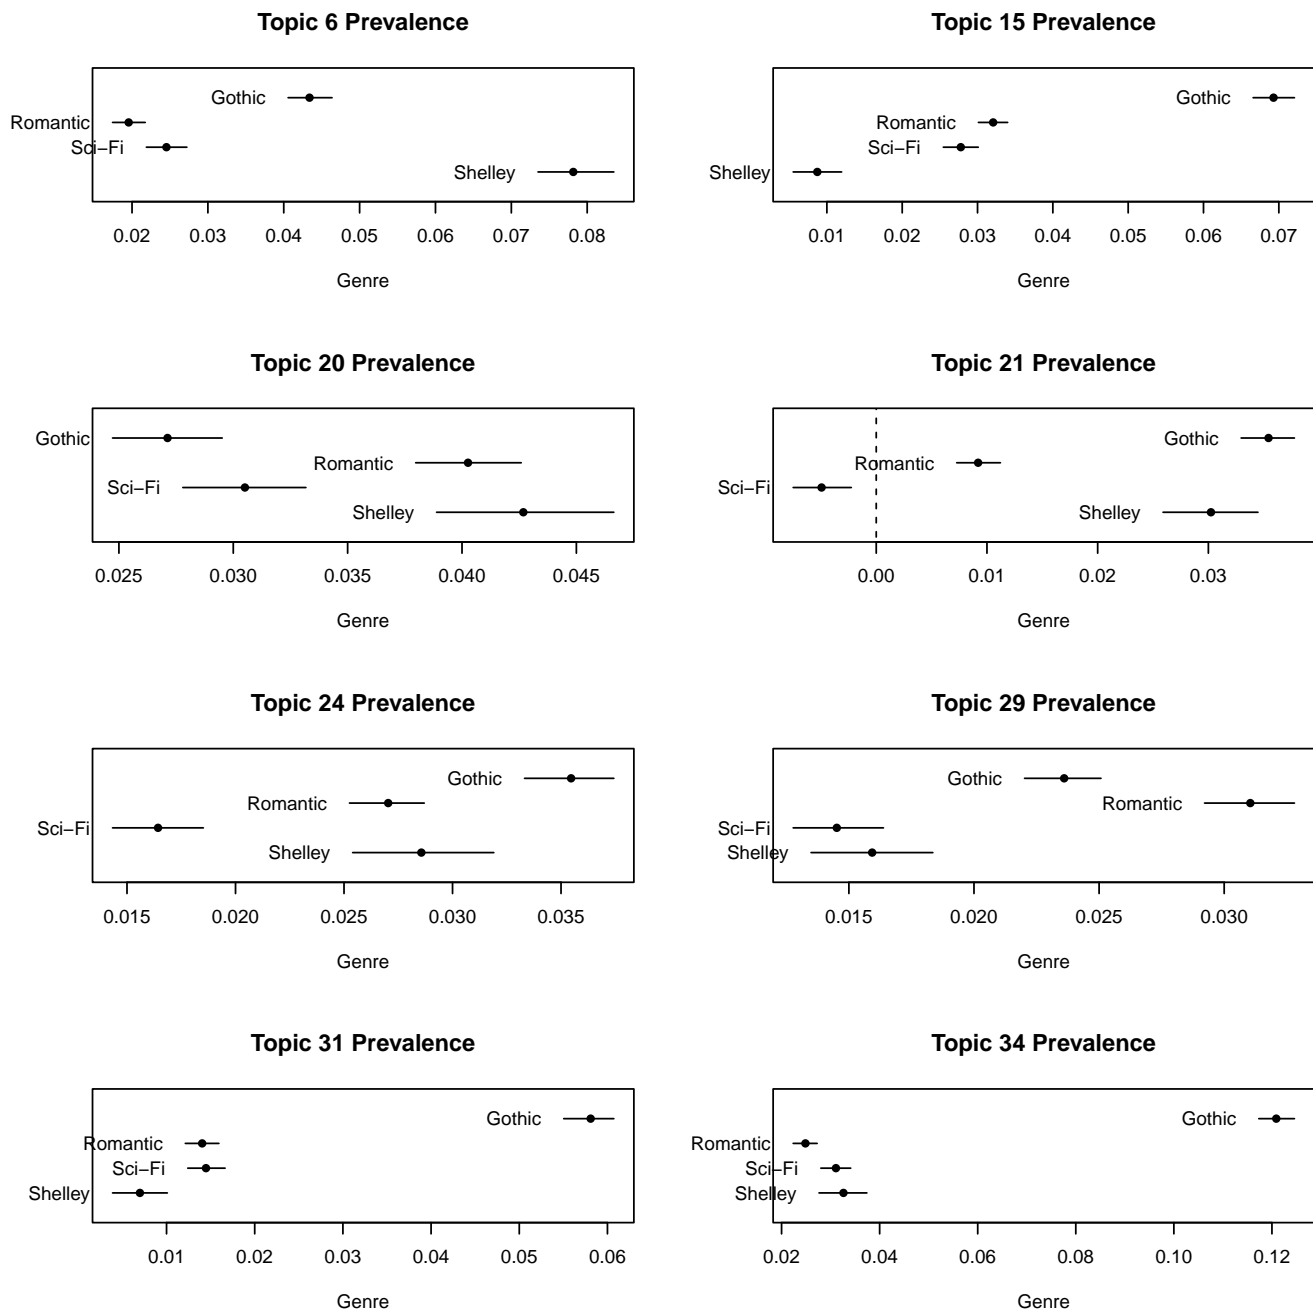 Topic 6 Prevalence
Gothic
Romantic
Sci−Fi
Shelley
0.02 0.03 0.04 0.05 0.06 0.07 0.08
Genre
Topic 15 Prevalence
Gothic
Romantic
Sci−Fi
Shelley
0.01 0.02 0.03 0.04 0.05 0.06 0.07
Genre
Topic 20 Prevalence
Gothic
Romantic
Sci−Fi
Shelley
0.025 0.030 0.035 0.040 0.045
Genre
Topic 21 Prevalence
Gothic
Romantic
Sci−Fi
Shelley
0.00 0.01 0.02 0.03
Genre
Topic 24 Prevalence
Gothic
Romantic
Sci−Fi
Shelley
0.015 0.020 0.025 0.030 0.035
Genre
Topic 29 Prevalence
Gothic
Romantic
Sci−Fi
Shelley
0.015 0.020 0.025 0.030
Genre
Topic 31 Prevalence
Gothic
Romantic
Sci−Fi
Shelley
0.01 0.02 0.03 0.04 0.05 0.06
Genre
Topic 34 Prevalence
Gothic
Romantic
Sci−Fi
Shelley
0.02 0.04 0.06 0.08 0.10 0.12
Genre